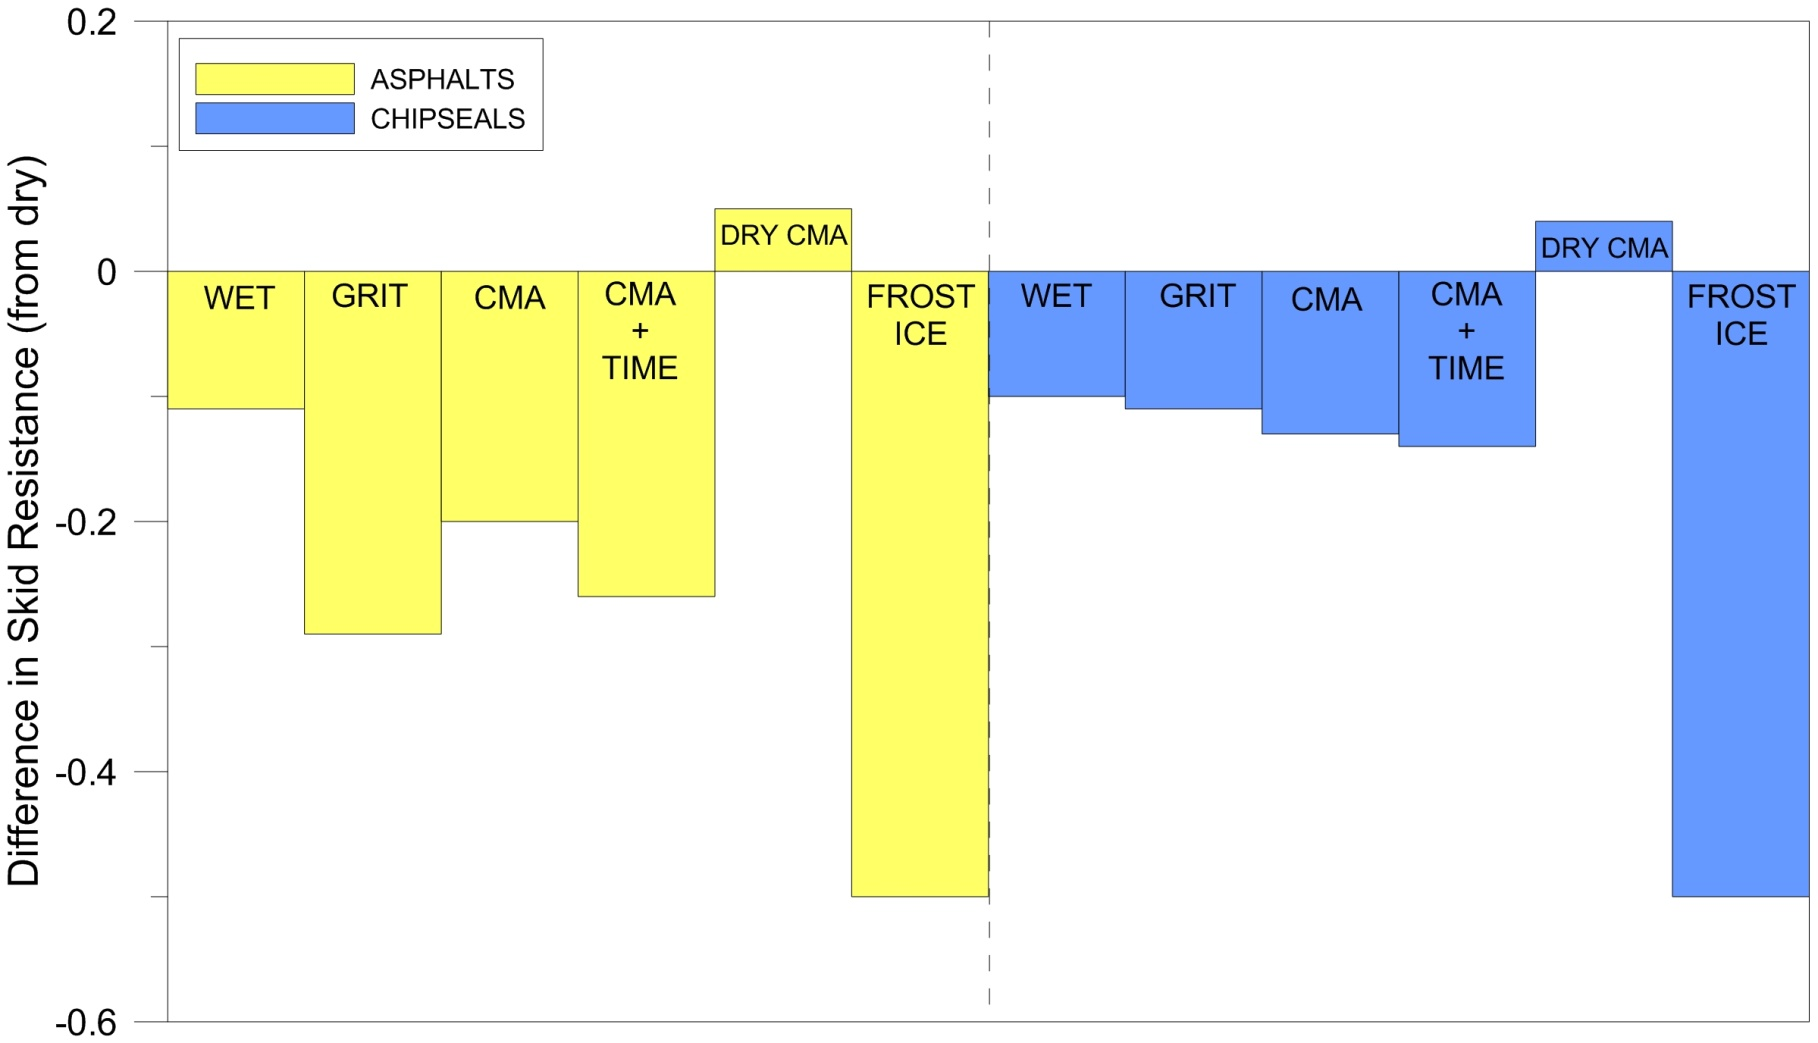 Difference in Skid Resistance (from dry)
0.2
0
-0.2
-0.4
-0.6
ASPHALTS
CHIPSEALS
WET
GRIT
CMA
CMA
+
TIME
DRY CMA
FROST
ICE
WET
GRIT
CMA
CMA
+
TIME
DRY CMA
FROST
ICE